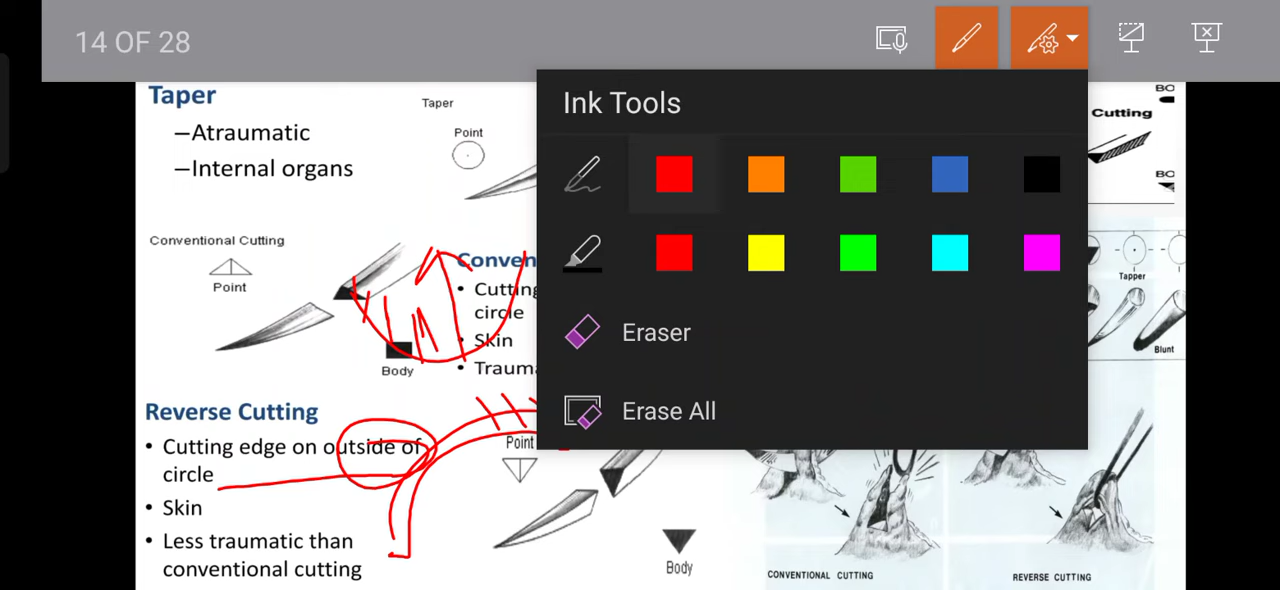 14 OF 28
Ink Tools
Eraser
Erase All
Taper
–Atraumatic
–Internal organs
Taper
Point
Conventional Cutting
Point
Body
Conven
• Cutting
circle
• Skin
• Trauma
Reverse Cutting
• Cutting edge on outside of
circle
• Skin
• Less traumatic than
conventional cutting
Point
Body
Cutting
Tapper
Blunt
CONVENTIONAL CUTTING
REVERSE CUTTING